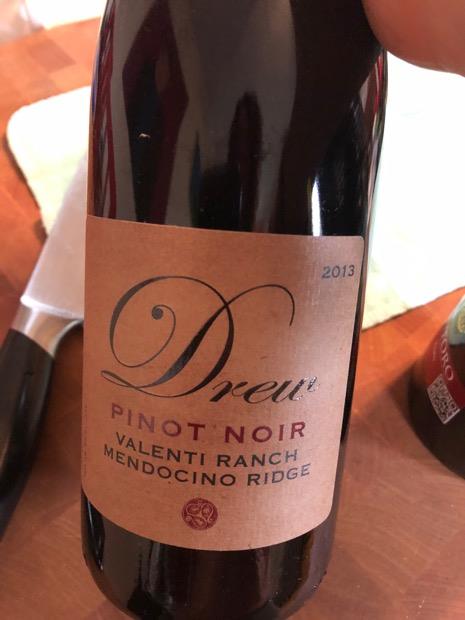 2013
Drew
PINOT NOIR
VALENTI RANCH
MENDOCINO RIDGE